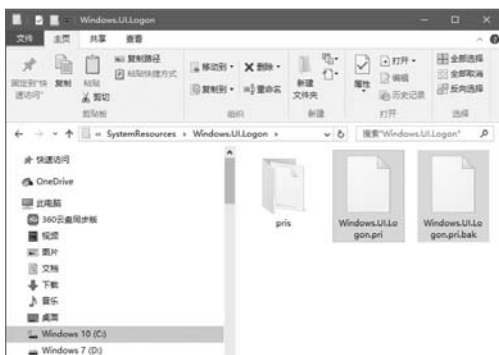 Windows.UI.Logon
文件 主页 共享 查看
固定到"快速访问" 复制 粘贴 复制路径 粘贴快捷方式 剪切
移动到 删除 复制到 重命名
新建文件夹
属性 打开 编辑 历史记录
全部选择 全部取消 反向选择
剪贴板 组织 新建 打开 选择
« SystemResources › Windows.UI.Logon ›
搜索"Windows.UI.Logon"
快速访问
OneDrive
此电脑
360云盘同步版
视频
图片
文档
下载
音乐
桌面
Windows 10 (C:)
Windows 7 (D:)
pris
Windows.UI.Logon.pri
Windows.UI.Logon.pri.bak